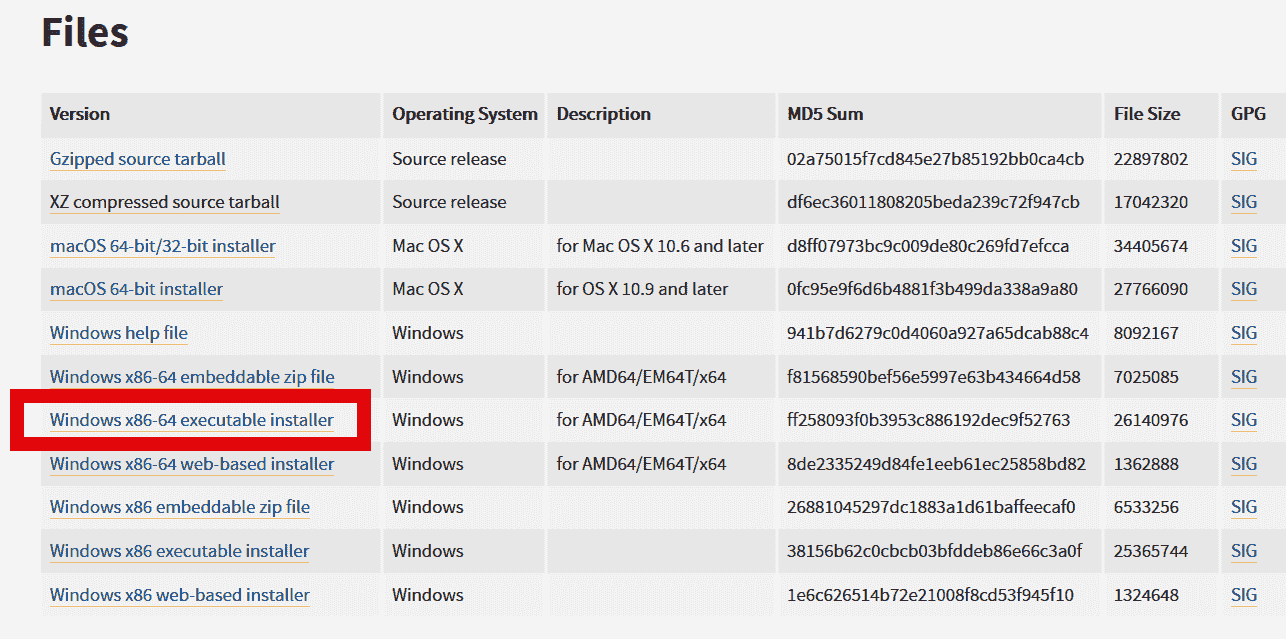 Files
Version Operating System Description MD5 Sum File Size GPG
Gzipped source tarball Source release 02a75015f7cd845e27b85192bb0ca4cb 22897802 SIG
XZ compressed source tarball Source release df6ec36011808205beda239c72f947cb 17042320 SIG
macOS 64-bit/32-bit installer Mac OS X for Mac OS X 10.6 and later d8ff07973bc9c009de80c269fd7efcca 34405674 SIG
macOS 64-bit installer Mac OS X for OS X 10.9 and later 0fc95e9f6d6b4881f3b499da338a9a80 27766090 SIG
Windows help file Windows 941b7d6279c0d4060a927a65dcab88c4 8092167 SIG
Windows x86-64 embeddable zip file Windows for AMD64/EM64T/x64 f81568590bef56e5997e63b434664d58 7025085 SIG
Windows x86-64 executable installer Windows for AMD64/EM64T/x64 ff258093f0b3953c886192dec9f52763 26140976 SIG
Windows x86-64 web-based installer Windows for AMD64/EM64T/x64 8de2335249d84fe1eeb61ec25858bd82 1362888 SIG
Windows x86 embeddable zip file Windows 26881045297dc1883a1d61baffeecaf0 6533256 SIG
Windows x86 executable installer Windows 38156b62c0cbcb03bfddeb86e66c3a0f 25365744 SIG
Windows x86 web-based installer Windows 1e6c626514b72e21008f8cd53f945f10 1324648 SIG